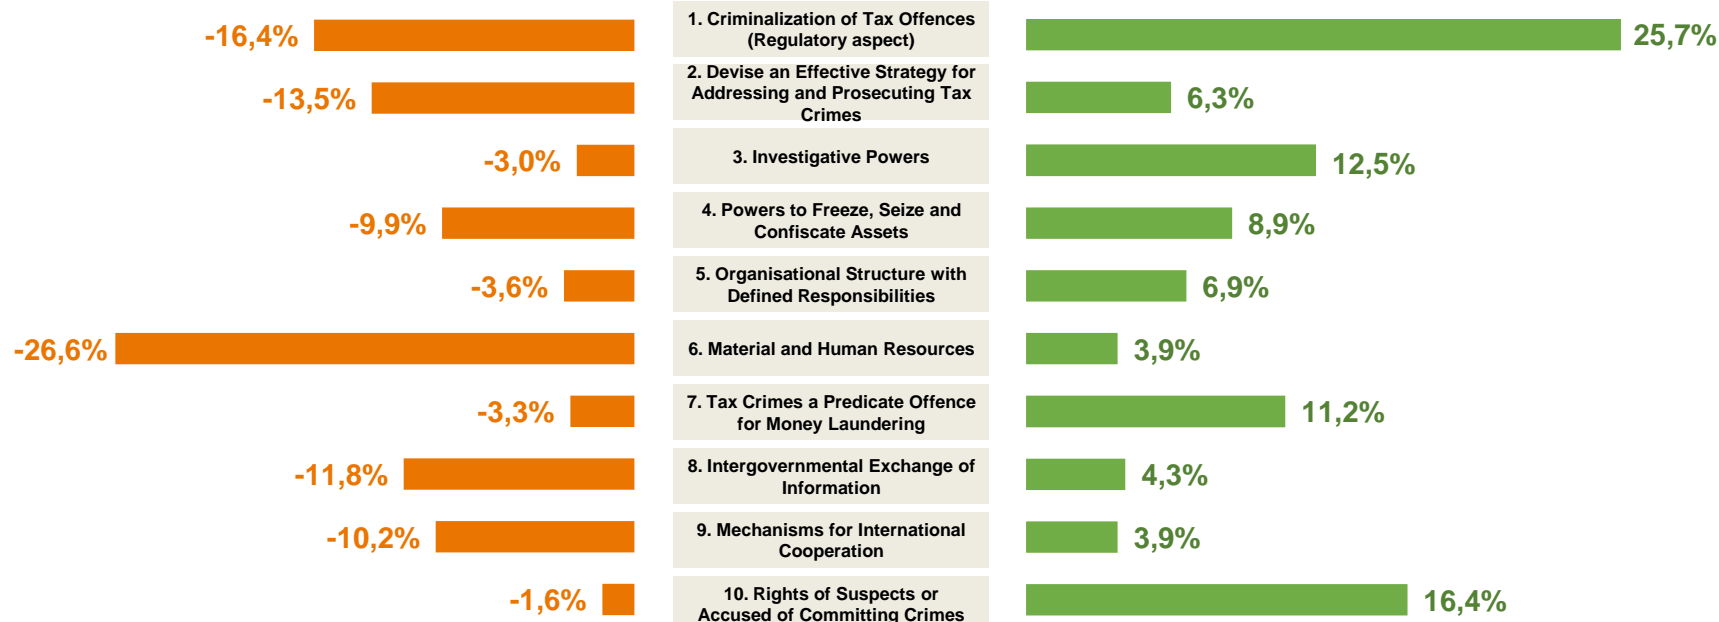 -16,4%
1. Criminalization of Tax Offences
(Regulatory aspect)
25,7%
-13,5%
2. Devise an Effective Strategy for
Addressing and Prosecuting Tax
Crimes
6,3%
-3,0%
3. Investigative Powers
12,5%
-9,9%
4. Powers to Freeze, Seize and
Confiscate Assets
8,9%
-3,6%
5. Organisational Structure with
Defined Responsibilities
6,9%
-26,6%
6. Material and Human Resources
3,9%
-3,3%
7. Tax Crimes a Predicate Offence
for Money Laundering
11,2%
-11,8%
8. Intergovernmental Exchange of
Information
4,3%
-10,2%
9. Mechanisms for International
Cooperation
3,9%
-1,6%
10. Rights of Suspects or
Accused of Committing Crimes
16,4%